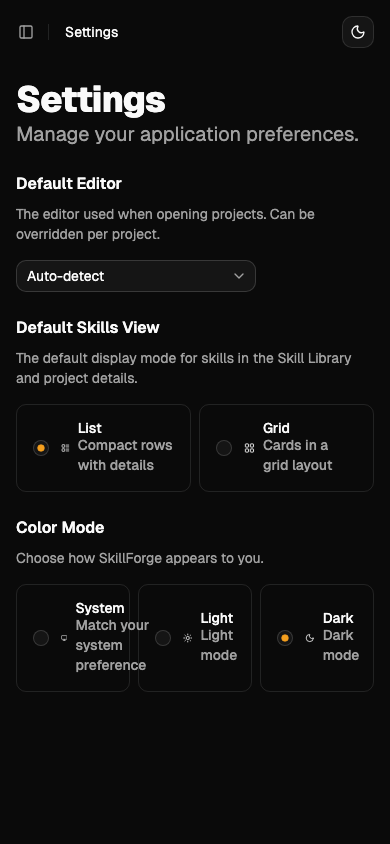 Settings
Settings
Manage your application preferences.
Default Editor
The editor used when opening projects. Can be
overridden per project.
Auto-detect
Default Skills View
The default display mode for skills in the Skill Library
and project details.
List
Compact rows
with details
Grid
Cards in a
grid layout
Color Mode
Choose how SkillForge appears to you.
System
Match your
system
preference
Light
Light
mode
Dark
Dark
mode